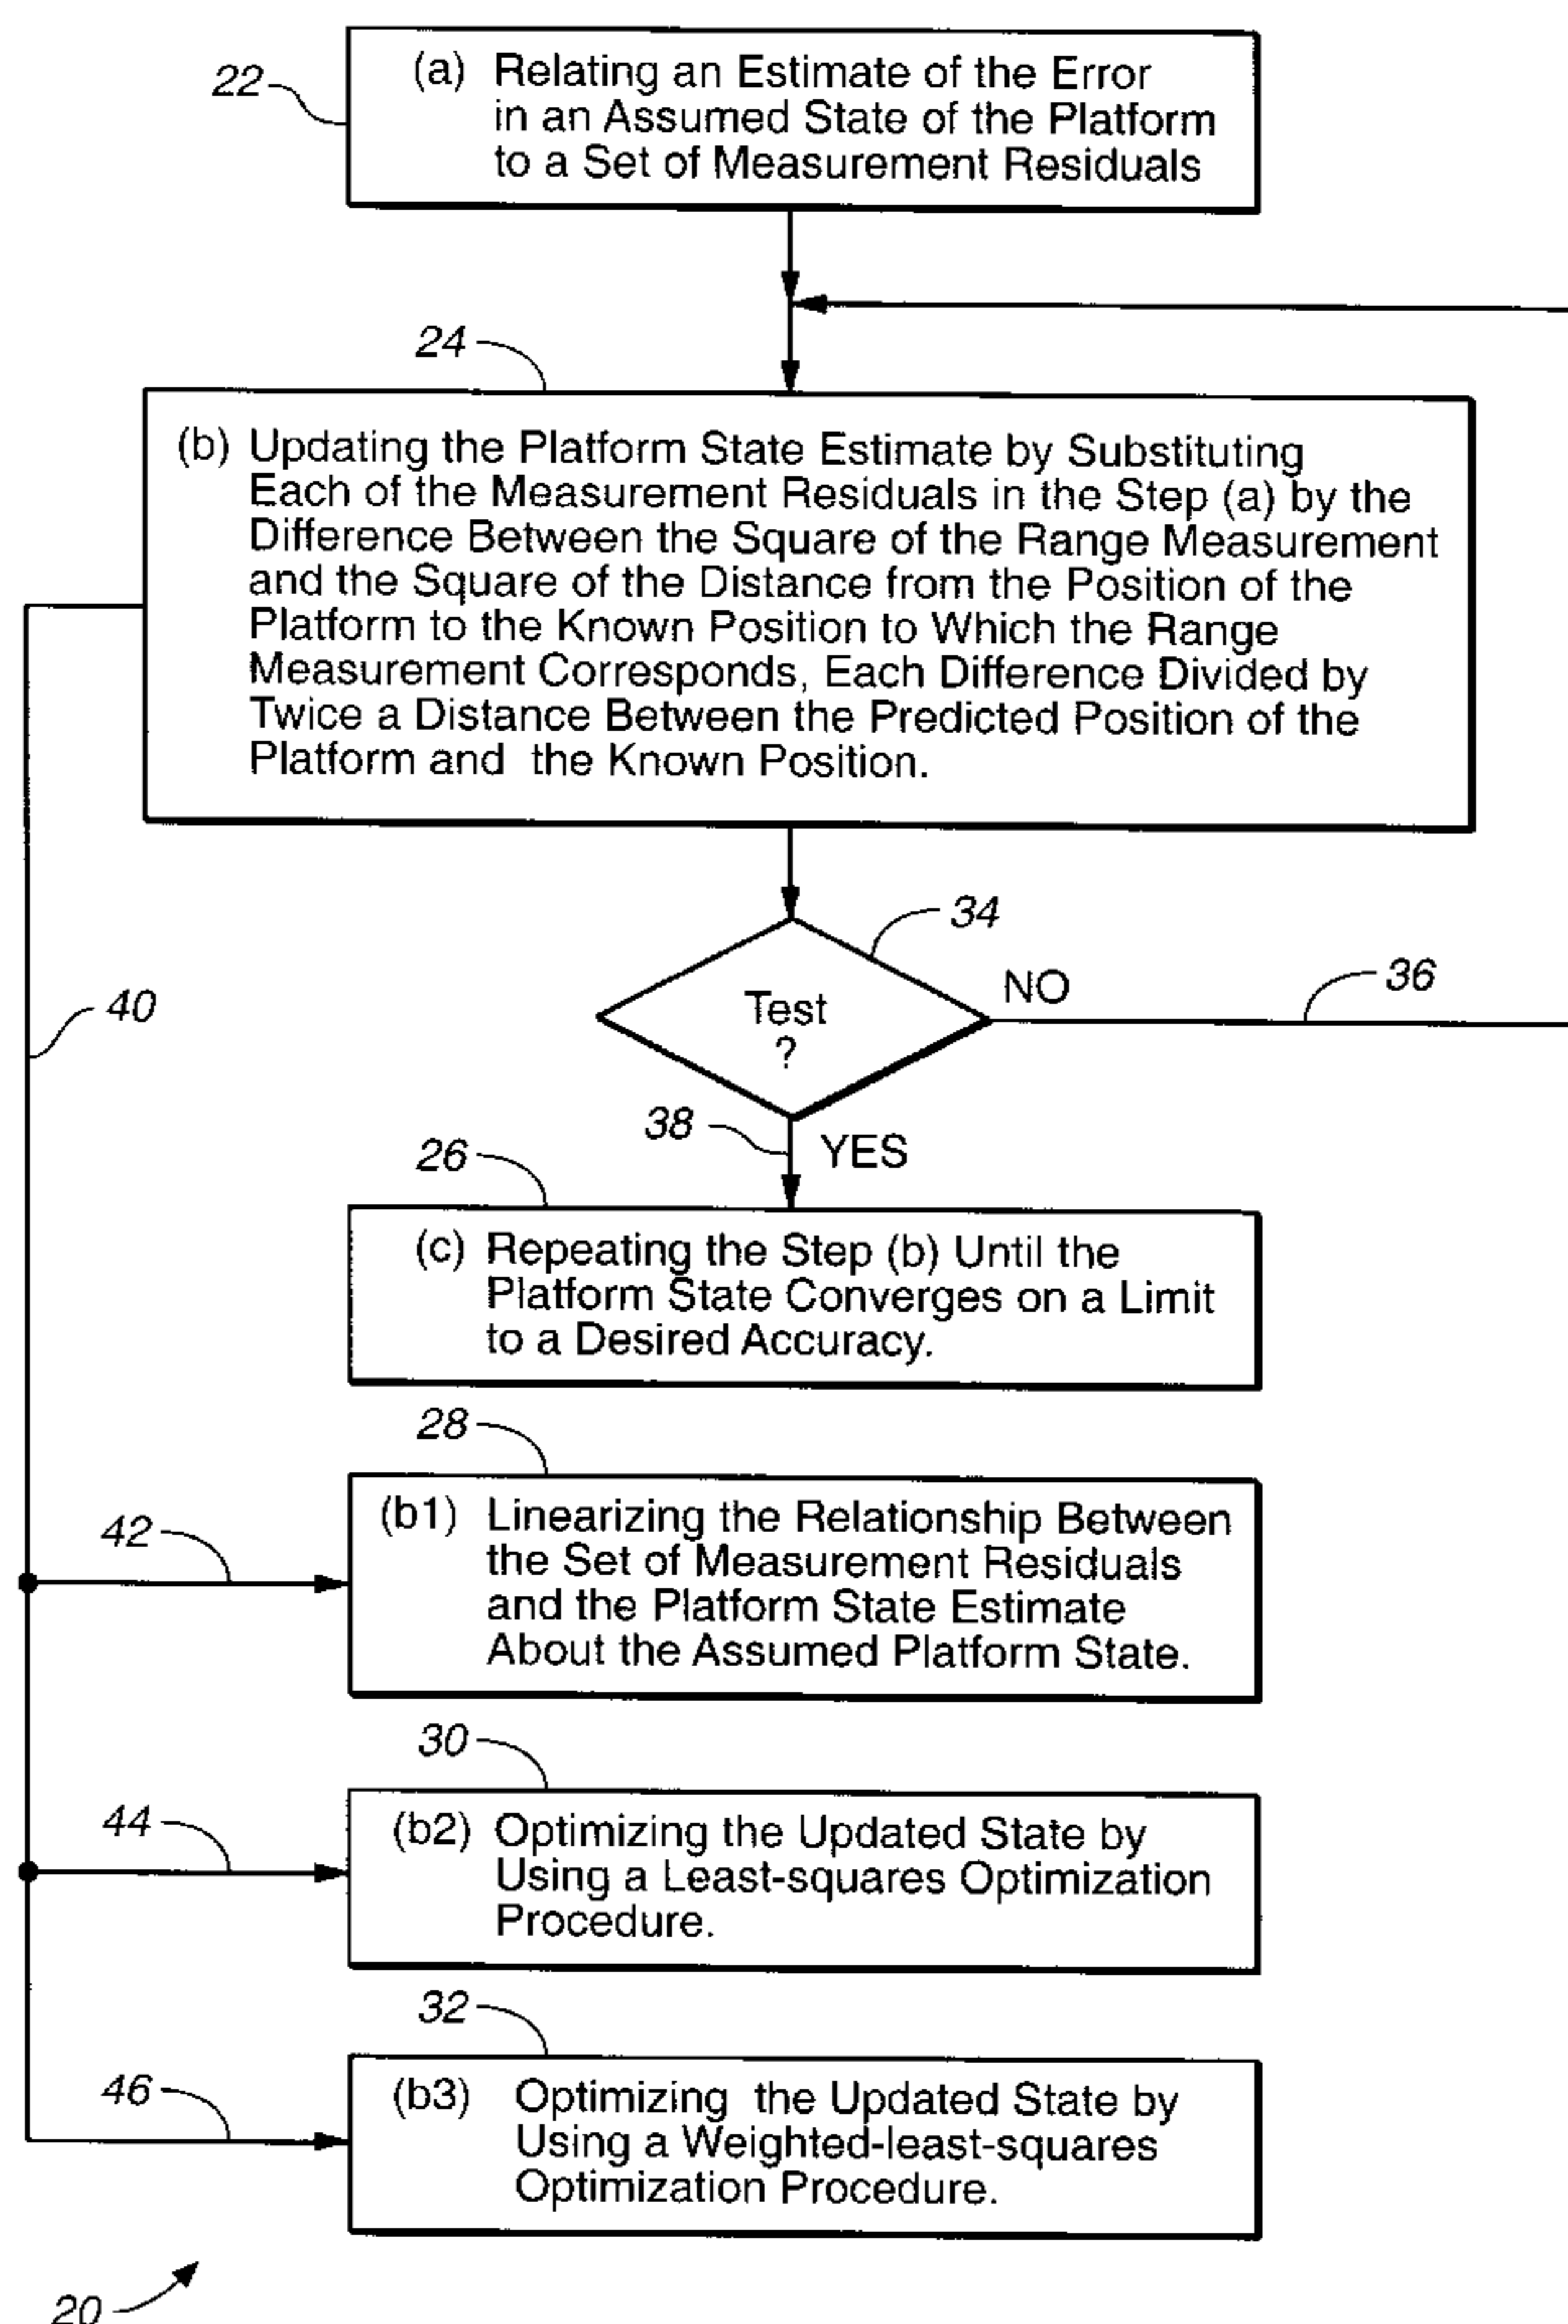 22
(a) Relating an Estimate of the Error
in an Assumed State of the Platform
to a Set of Measurement Residuals
24
(b) Updating the Platform State Estimate by Substituting
Each of the Measurement Residuals in the Step (a) by the
Difference Between the Square of the Range Measurement
and the Square of the Distance from the Position of the
Platform to the Known Position to Which the Range
Measurement Corresponds, Each Difference Divided by
Twice a Distance Between the Predicted Position of the
Platform and the Known Position.
34
NO
36
Test
?
40
38
YES
26
(c) Repeating the Step (b) Until the
Platform State Converges on a Limit
to a Desired Accuracy.
28
(b1) Linearizing the Relationship Between
the Set of Measurement Residuals
and the Platform State Estimate
About the Assumed Platform State.
42
30
(b2) Optimizing the Updated State by
Using a Least-squares Optimization
Procedure.
44
32
(b3) Optimizing the Updated State by
Using a Weighted-least-squares
Optimization Procedure.
46
20